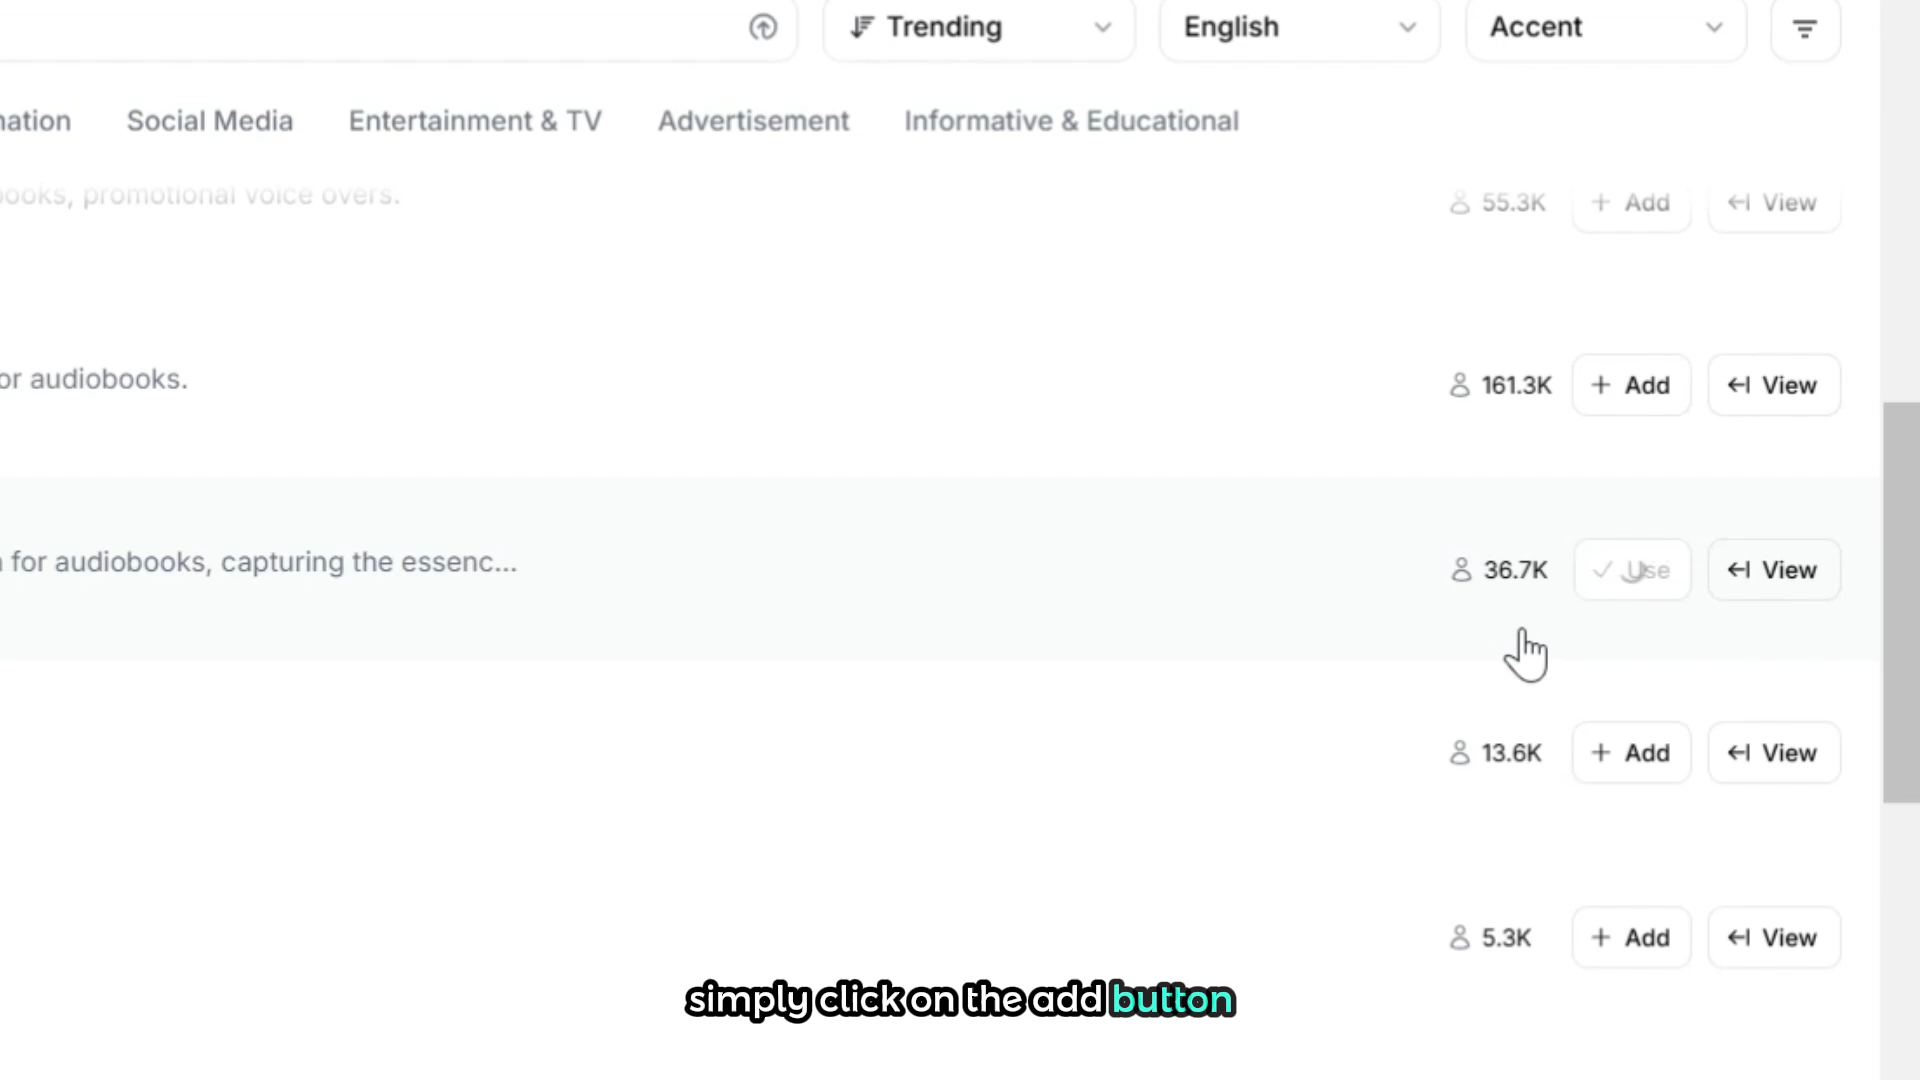 Trending English Accent
nation Social Media Entertainment & TV Advertisement Informative & Educational
ooks, promotional voice overs. 55.3K + Add View
or audiobooks. 161.3K + Add View
for audiobooks, capturing the essenc... 36.7K Use View
13.6K + Add View
5.3K + Add View
simply click on the add button